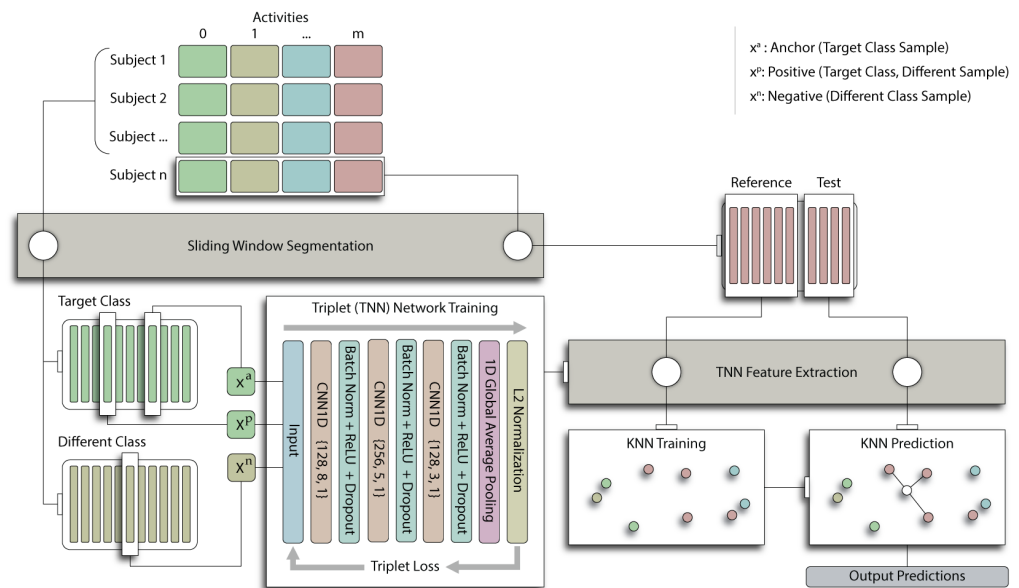 Activities
0 1 ... m
Subject 1
Subject 2
Subject ...
Subject n
xᵃ : Anchor (Target Class Sample)
xᵖ: Positive (Target Class, Different Sample)
xⁿ: Negative (Different Class Sample)
Reference Test
Sliding Window Segmentation
Target Class
Different Class
xᵃ
Xᵖ
Xⁿ
Triplet (TNN) Network Training
Input
CNN1D {128, 8, 1}
Batch Norm + ReLU + Dropout
CNN1D {256, 5, 1}
Batch Norm + ReLU + Dropout
CNN1D {128, 3, 1}
Batch Norm + ReLU + Dropout
1D Global Average Pooling
L2 Normalization
Triplet Loss
TNN Feature Extraction
KNN Training
KNN Prediction
Output Predictions